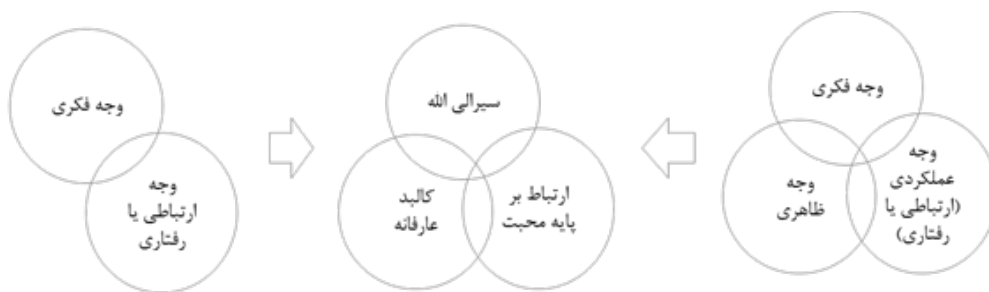 وجه فکری
وجه
عملکردی
(ارتباطی یا
رفتاری)
وجه
ظاهری
سیرالی الله
ارتباط بر
پایه محبت
کالبد
عارفانه
وجه فکری
وجه
ارتباطی یا
رفتاری